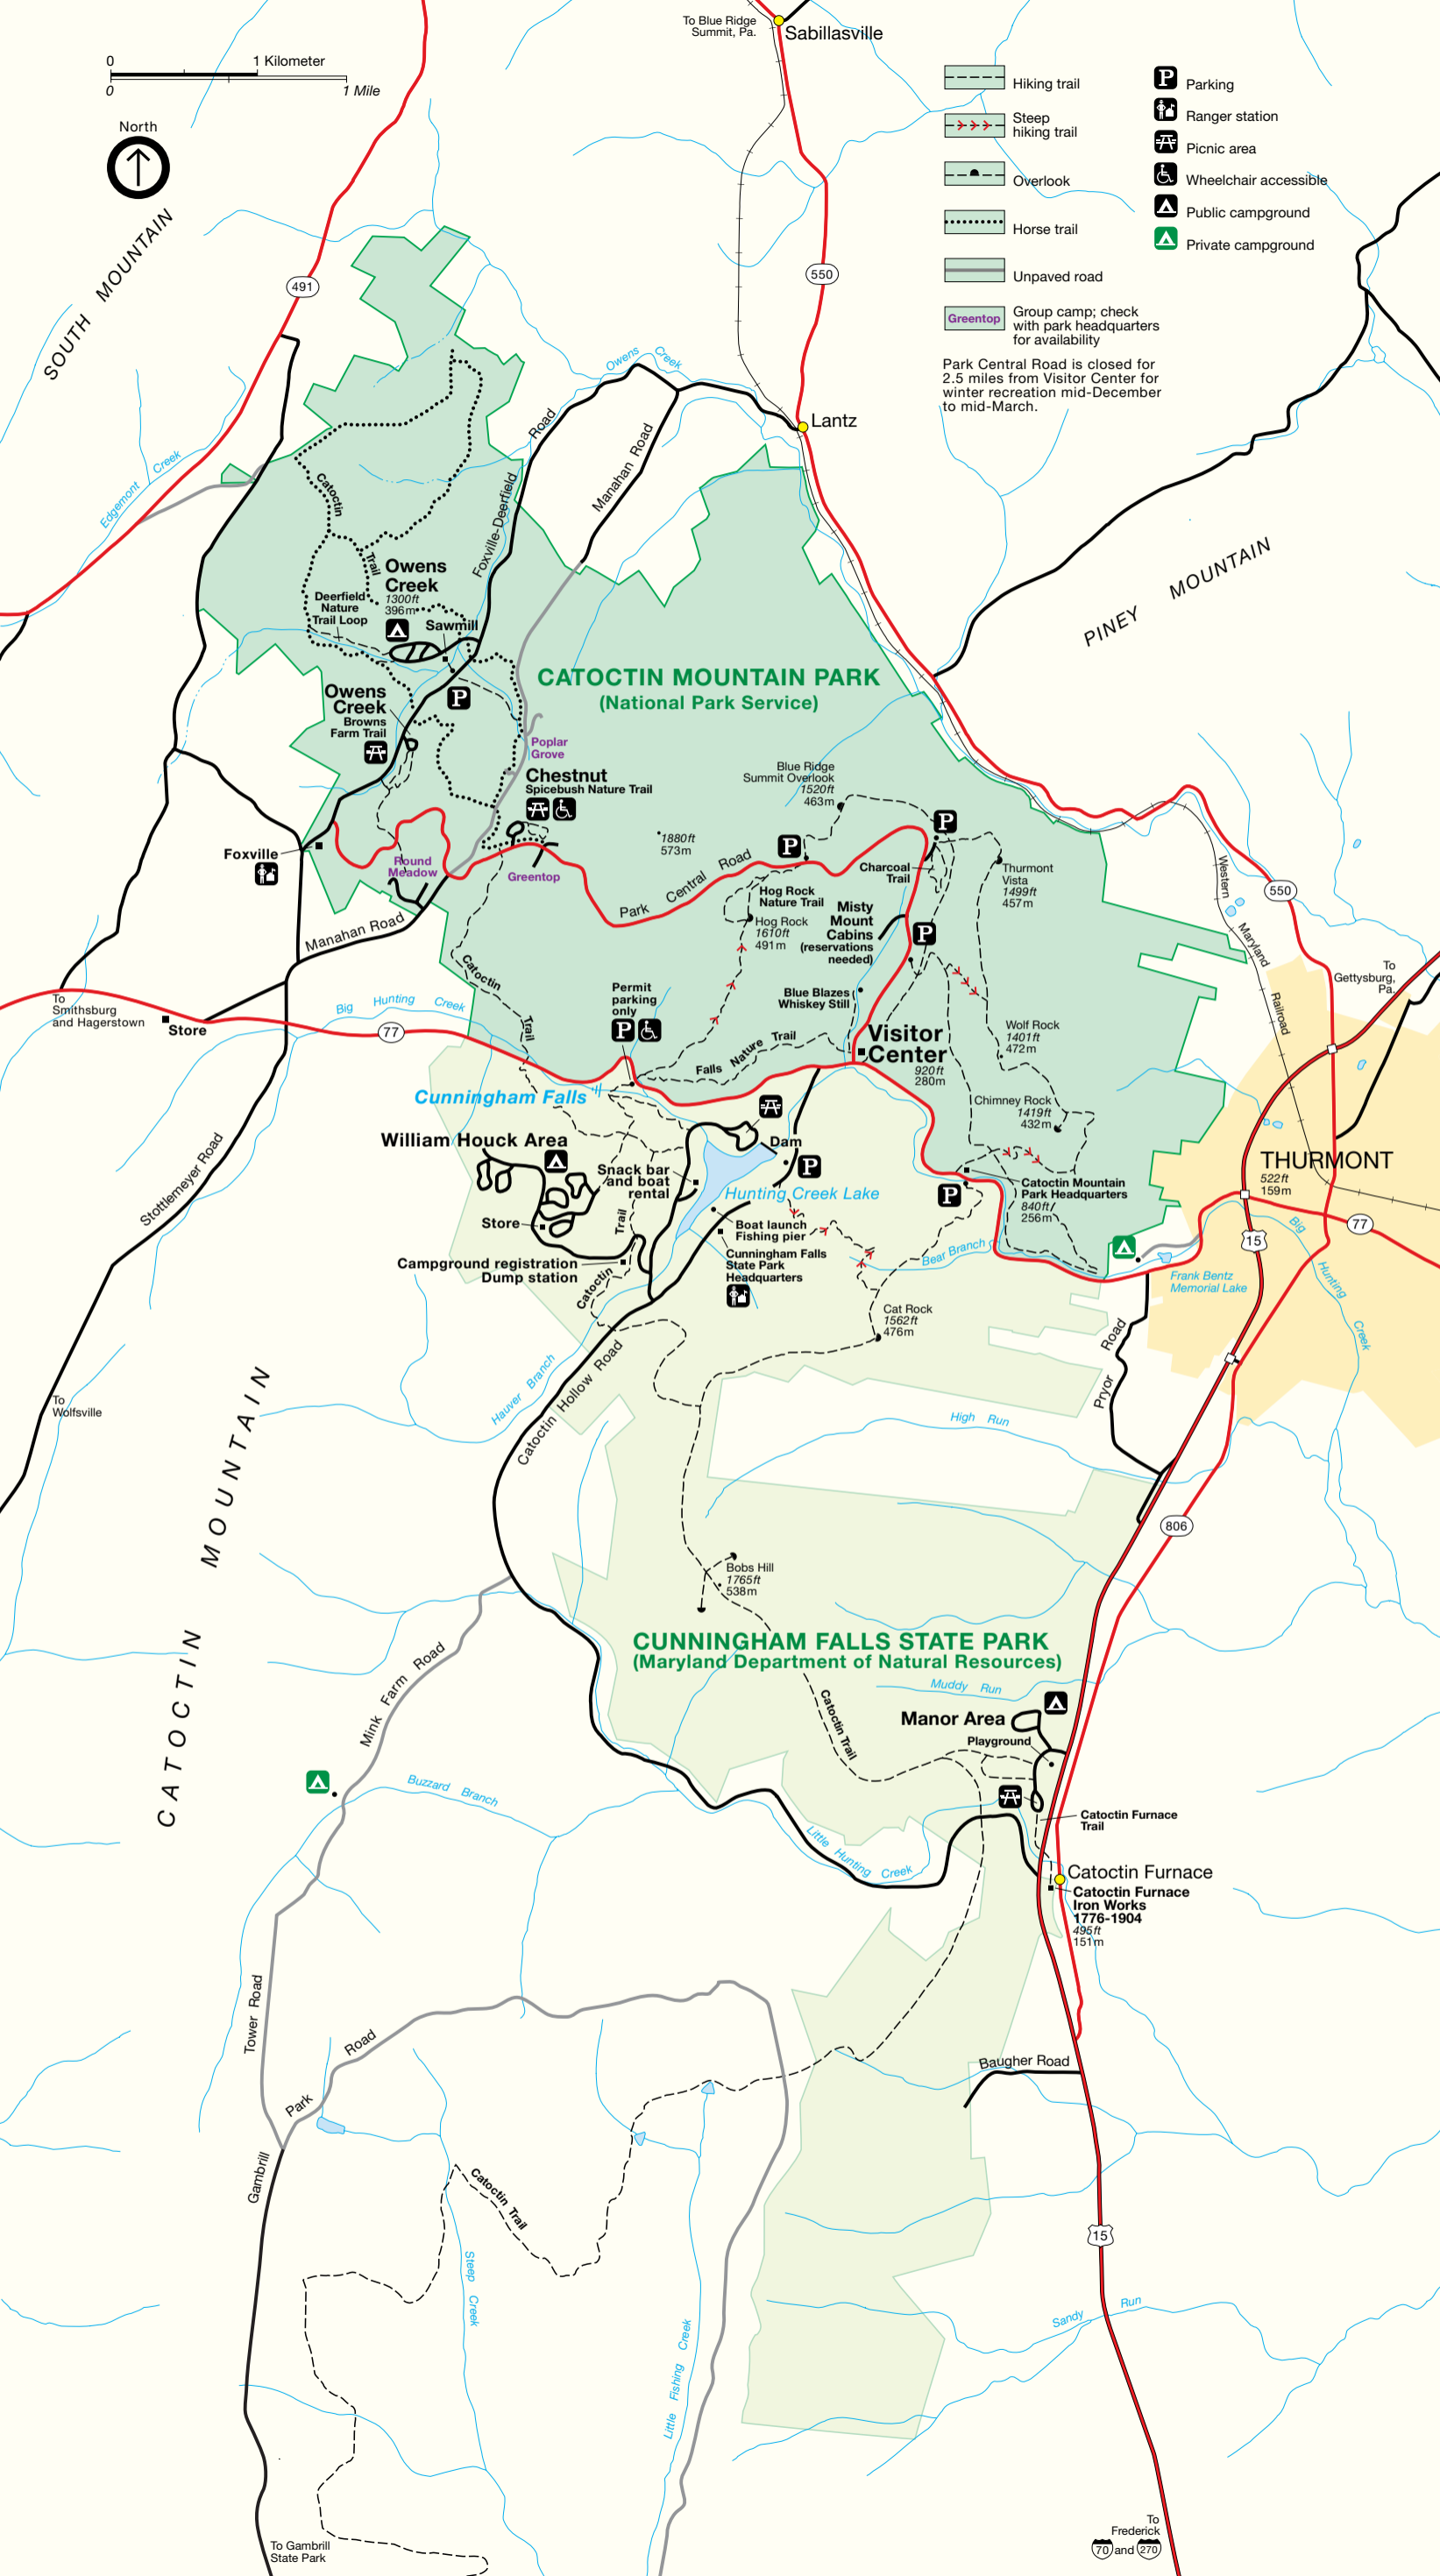 To Blue Ridge
Summit, Pa.
Sabillasville
0
1 Kilometer
0
1 Mile
North
SOUTH MOUNTAIN
491
550
Hiking trail
Steep
hiking trail
Overlook
Horse trail
Unpaved road
Greentop
Group camp; check
with park headquarters
for availability
Park Central Road is closed for
2.5 miles from Visitor Center for
winter recreation mid-December
to mid-March.
P
Parking
Ranger station
Picnic area
Wheelchair accessible
Public campground
Private campground
Owens Creek
Lantz
Foxville-Deerfield Road
Manahan Road
Edgemont Creek
Catoctin Trail
PINEY MOUNTAIN
Owens
Creek
1300ft
396m
Deerfield
Nature
Trail Loop
Sawmill
P
CATOCTIN MOUNTAIN PARK
(National Park Service)
Owens
Creek
Browns
Farm Trail
Poplar
Grove
Chestnut
Spicebush Nature Trail
Blue Ridge
Summit Overlook
1520ft
463m
1880ft
573m
P
P
Foxville
Round
Meadow
Greentop
Park Central Road
Charcoal
Trail
Thurmont
Vista
1499ft
457m
Hog Rock
Nature Trail
Hog Rock
1610ft
491m
Misty
Mount
Cabins
(reservations
needed)
P
Western Maryland Railroad
550
Manahan Road
To
Gettysburg,
Pa.
To
Smithsburg
and Hagerstown
Store
Big Hunting Creek
77
Catoctin Trail
Permit
parking
only
P
Blue Blazes
Whiskey Still
Visitor
Center
920ft
280m
Falls Nature Trail
Wolf Rock
1401ft
472m
Chimney Rock
1419ft
432m
Cunningham Falls
William Houck Area
Snack bar
and boat
rental
Dam
P
Hunting Creek Lake
THURMONT
522ft
159m
Catoctin Mountain
Park Headquarters
840ft
256m
P
Store
Boat launch
Fishing pier
Cunningham Falls
State Park
Headquarters
Campground registration
Dump station
Catoctin Trail
Bear Branch
Stottlemeyer Road
77
15
Frank Bentz
Memorial Lake
Big Hunting Creek
Cat Rock
1562ft
476m
Pryor Road
Hauver Branch
Catoctin Hollow Road
To
Wolfsville
High Run
CATOCTIN MOUNTAIN
806
Bobs Hill
1765ft
538m
CUNNINGHAM FALLS STATE PARK
(Maryland Department of Natural Resources)
Mink Farm Road
Muddy Run
Catoctin Trail
Manor Area
Playground
Buzzard Branch
Catoctin Furnace
Trail
Little Hunting Creek
Catoctin Furnace
Catoctin Furnace
Iron Works
1776-1904
495ft
151m
Tower Road
Gambrill Park Road
Baugher Road
Catoctin Trail
Steep Creek
15
Sandy Run
Little Fishing Creek
To Gambrill
State Park
To
Frederick
70 and 270